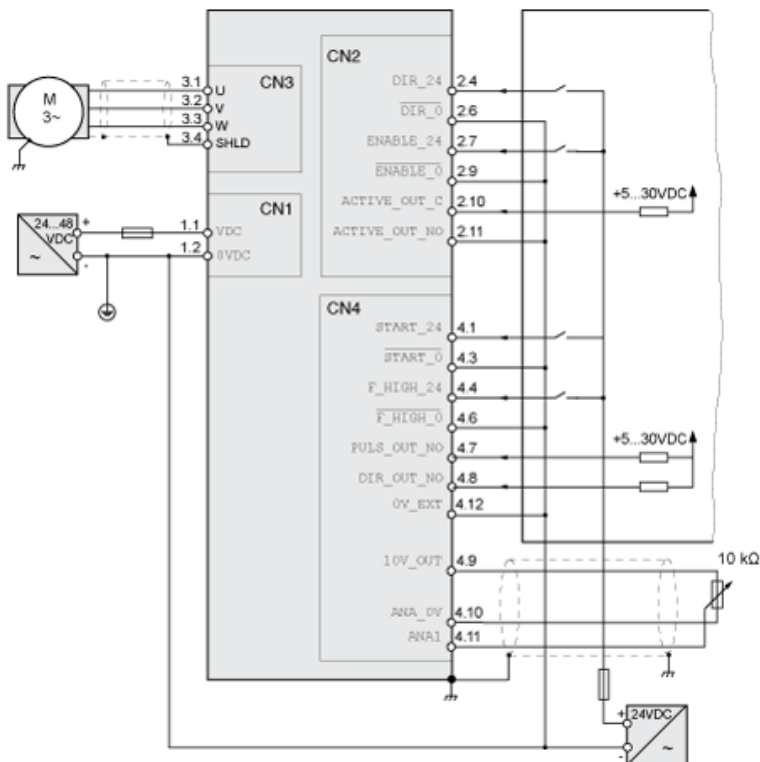 CN3
CN2
M
3~
3.1
U
3.2
V
3.3
W
3.4
SHLD
DIR_24
2.4
DIR_0
2.6
ENABLE_24
2.7
ENABLE_0
2.9
ACTIVE_OUT_C
2.10
+5...30VDC
ACTIVE_OUT_NO
2.11
CN1
24...48
VDC
~
+
-
1.1
VDC
1.2
0VDC
CN4
START_24
4.1
START_0
4.3
F_HIGH_24
4.4
F_HIGH_0
4.6
PULS_OUT_NO
4.7
+5...30VDC
DIR_OUT_NO
4.8
0V_EXT
4.12
10V_OUT
4.9
10 kΩ
ANA_0V
4.10
ANA1
4.11
+
24VDC
-
~